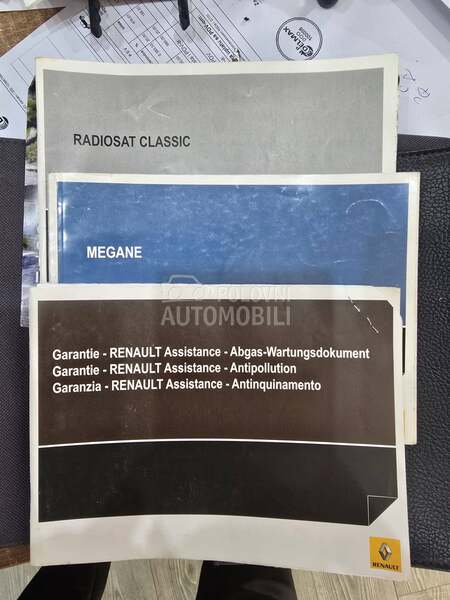 DELMAX
RADIOSAT CLASSIC
MEGANE
POLOVNI
AUTOMOBILI
Garantie - RENAULT Assistance - Abgas-Wartungsdokument
Garantie - RENAULT Assistance - Antipollution
Garanzia - RENAULT Assistance - Antinquinamento
RENAULT